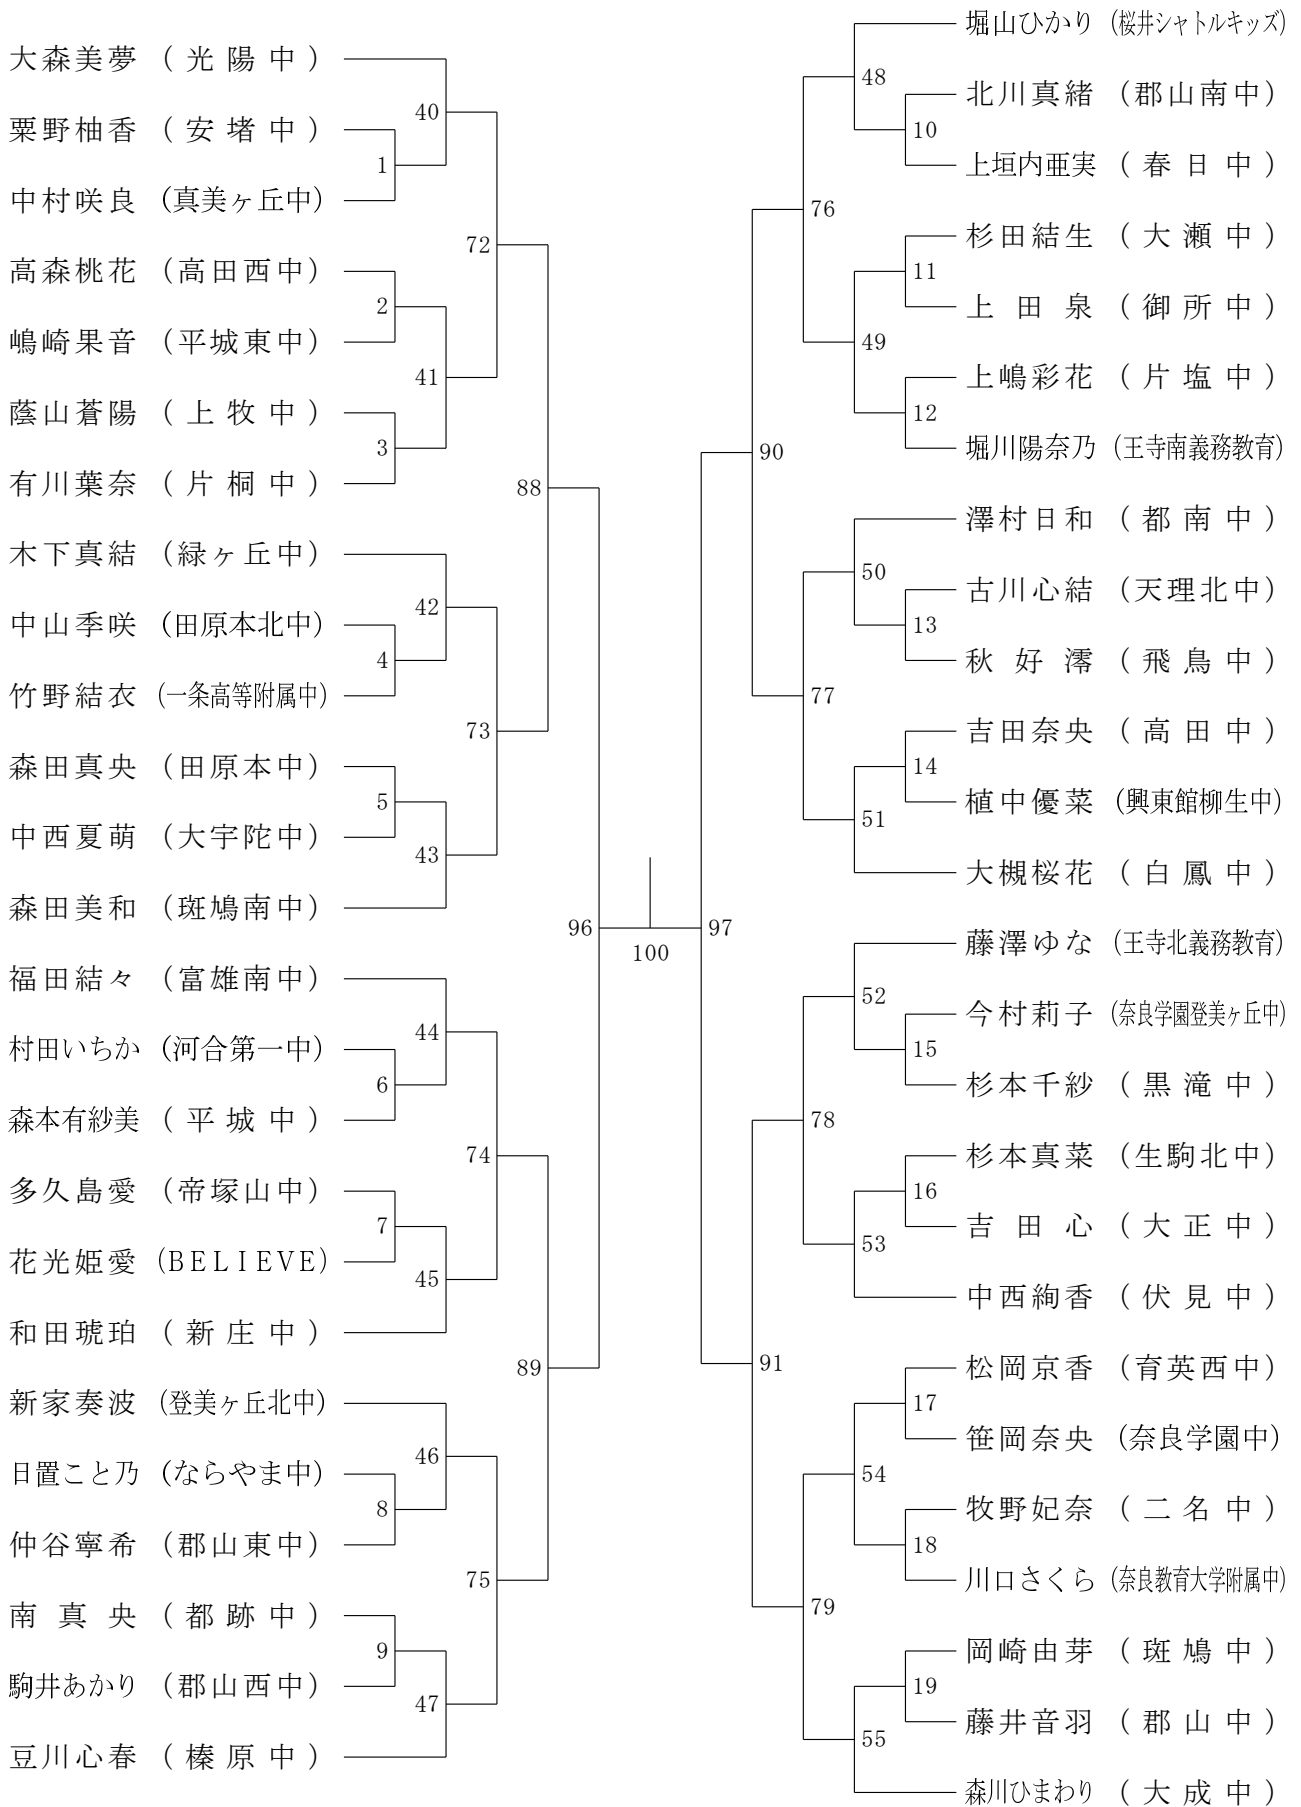 大森美夢 （光陽中）
粟野柚香 （安堵中）
中村咲良 （真美ヶ丘中）
高森桃花 （高田西中）
嶋崎果音 （平城東中）
蔭山蒼陽 （上牧中）
有川葉奈 （片桐中）
木下真結 （緑ヶ丘中）
中山季咲 （田原本北中）
竹野結衣 （一条高等附属中）
森田真央 （田原本中）
中西夏萌 （大宇陀中）
森田美和 （斑鳩南中）
福田結々 （富雄南中）
村田いちか （河合第一中）
森本有紗美 （平城中）
多久島愛 （帝塚山中）
花光姫愛 （BELIEVE）
和田琥珀 （新庄中）
新家奏波 （登美ヶ丘北中）
日置こと乃 （ならやま中）
仲谷寧希 （郡山東中）
南真央 （都跡中）
駒井あかり （郡山西中）
豆川心春 （榛原中）
1
2
3
4
5
6
7
8
9
40
41
42
43
44
45
46
47
72
73
74
75
88
89
96
100
97
90
91
76
77
78
79
48
49
50
51
52
53
54
55
10
11
12
13
14
15
16
17
18
19
堀山ひかり （桜井シャトルキッズ）
北川真緒 （郡山南中）
上垣内亜実 （春日中）
杉田結生 （大瀬中）
上田泉 （御所中）
上嶋彩花 （片塩中）
堀川陽奈乃 （王寺南義務教育）
澤村日和 （都南中）
古川心結 （天理北中）
秋好澪 （飛鳥中）
吉田奈央 （高田中）
植中優菜 （興東館柳生中）
大槻桜花 （白鳳中）
藤澤ゆな （王寺北義務教育）
今村莉子 （奈良学園登美ヶ丘中）
杉本千紗 （黒滝中）
杉本真菜 （生駒北中）
吉田心 （大正中）
中西絢香 （伏見中）
松岡京香 （育英西中）
笹岡奈央 （奈良学園中）
牧野妃奈 （二名中）
川口さくら （奈良教育大学附属中）
岡崎由芽 （斑鳩中）
藤井音羽 （郡山中）
森川ひまわり （大成中）